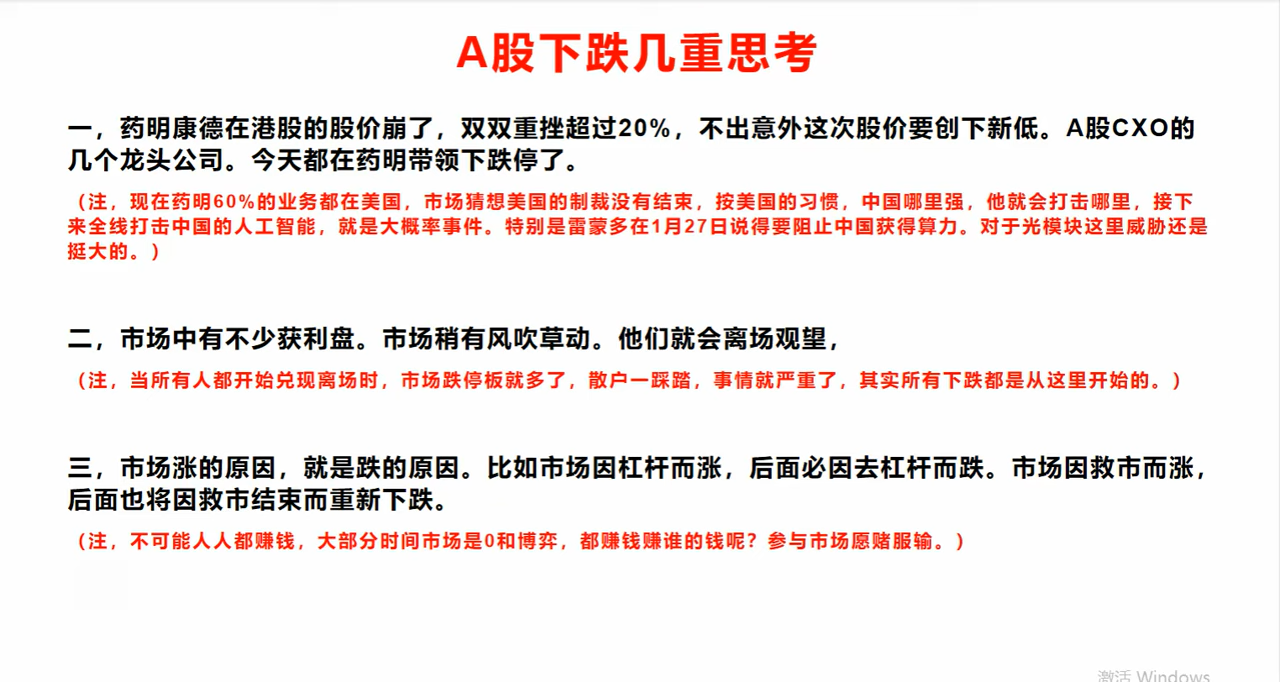 A股下跌几重思考
一，药明康德在港股的股价崩了，双双重挫超过20%，不出意外这次股价要创下新低。A股CXO的
几个龙头公司。今天都在药明带领下跌停了。
（注，现在药明60%的业务都在美国，市场猜想美国的制裁没有结束，按美国的习惯，中国哪里强，他就会打击哪里，接下
来全线打击中国的人工智能，就是大概率事件。特别是雷蒙多在1月27日说得要阻止中国获得算力。对于光模块这里威胁还是
挺大的。）
二，市场中有不少获利盘。市场稍有风吹草动。他们就会离场观望，
（注，当所有人都开始兑现离场时，市场跌停板就多了，散户一踩踏，事情就严重了，其实所有下跌都是从这里开始的。）
三，市场涨的原因，就是跌的原因。比如市场因杠杆而涨，后面必因去杠杆而跌。市场因救市而涨，
后面也将因救市结束而重新下跌。
（注，不可能人人都赚钱，大部分时间市场是0和博弈，都赚钱赚谁的钱呢？参与市场愿赌服输。）
激活 Windows